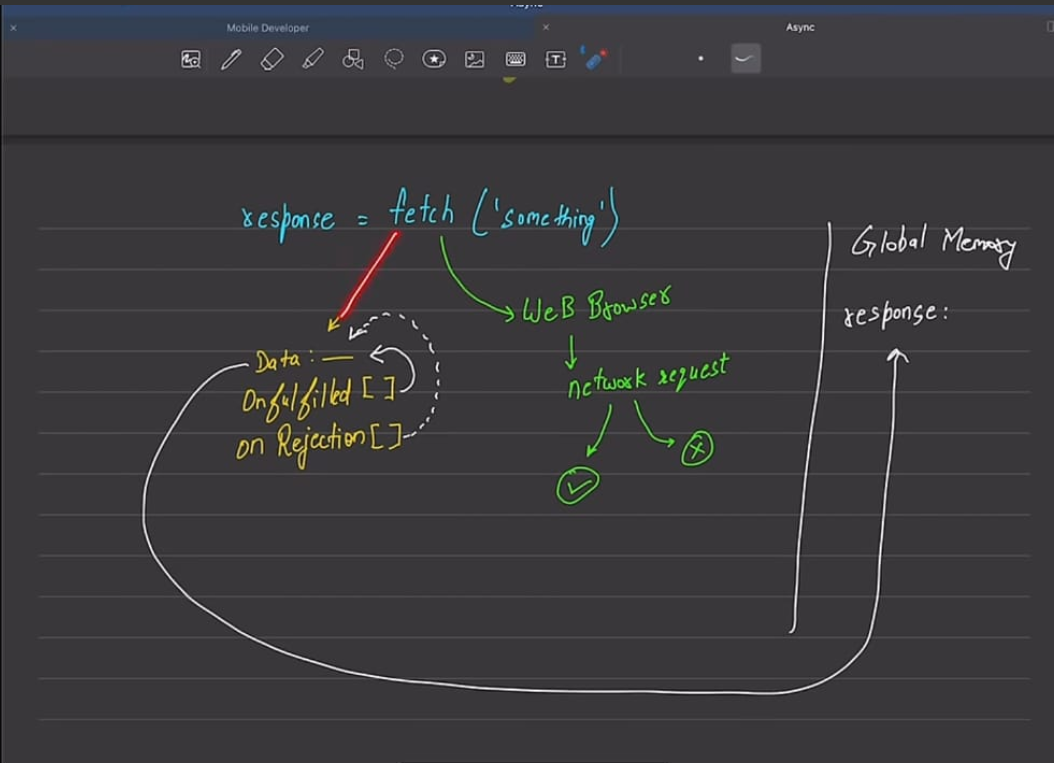 Mobile Developer
Async
response = fetch ('something')
Global Memory
WeB Browser
response:
Data: —
network request
Onfulfilled [ ]
on Rejection [ ]